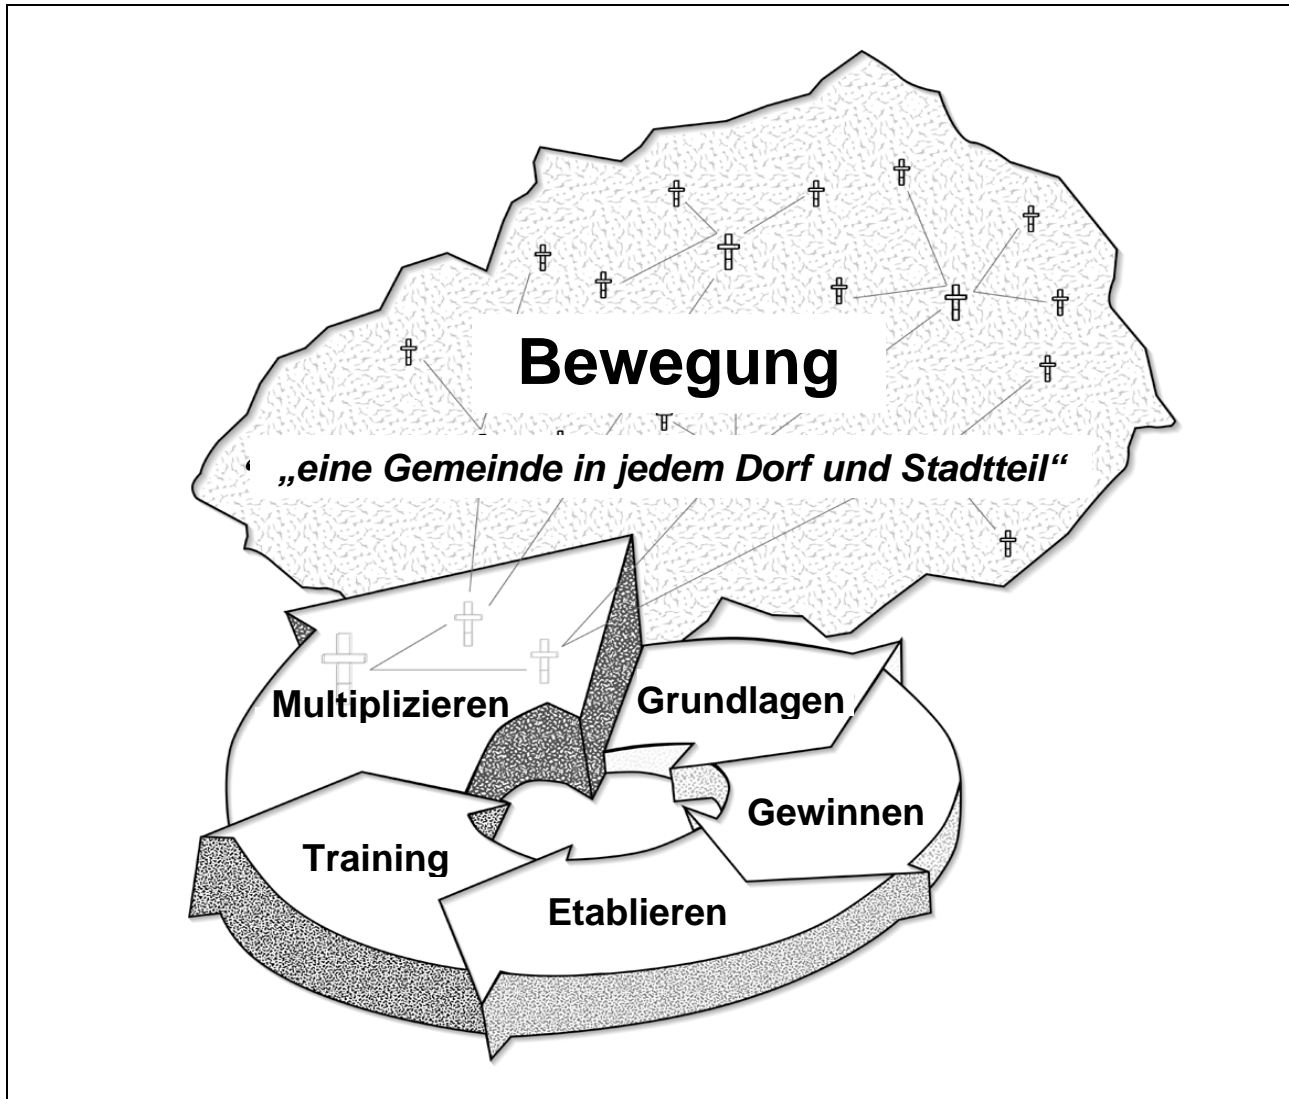 Bewegung
„eine Gemeinde in jedem Dorf und Stadtteil“
Multiplizieren
Grundlagen
Gewinnen
Training
Etablieren